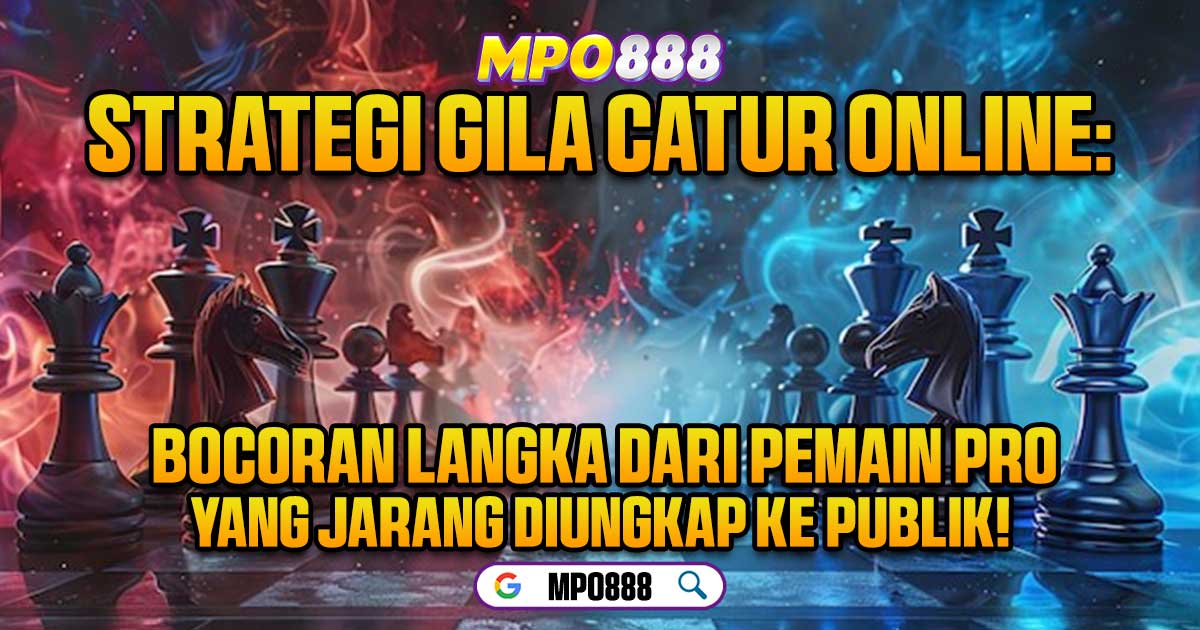 MPO888
STRATEGI GILA CATUR ONLINE:
BOCORAN LANGKA DARI PEMAIN PRO
YANG JARANG DIUNGKAP KE PUBLIK!
G MPO888